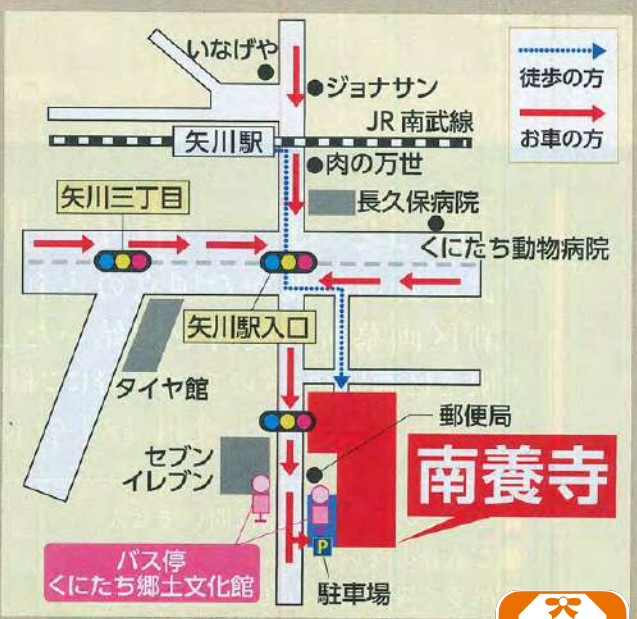 いなげや
ジョナサン
徒歩の方
お車の方
JR 南武線
矢川駅
肉の万世
矢川三丁目
長久保病院
くにたち動物病院
矢川駅入口
タイヤ館
郵便局
セブン
イレブン
南養寺
P
バス停
くにたち郷土文化館
駐車場